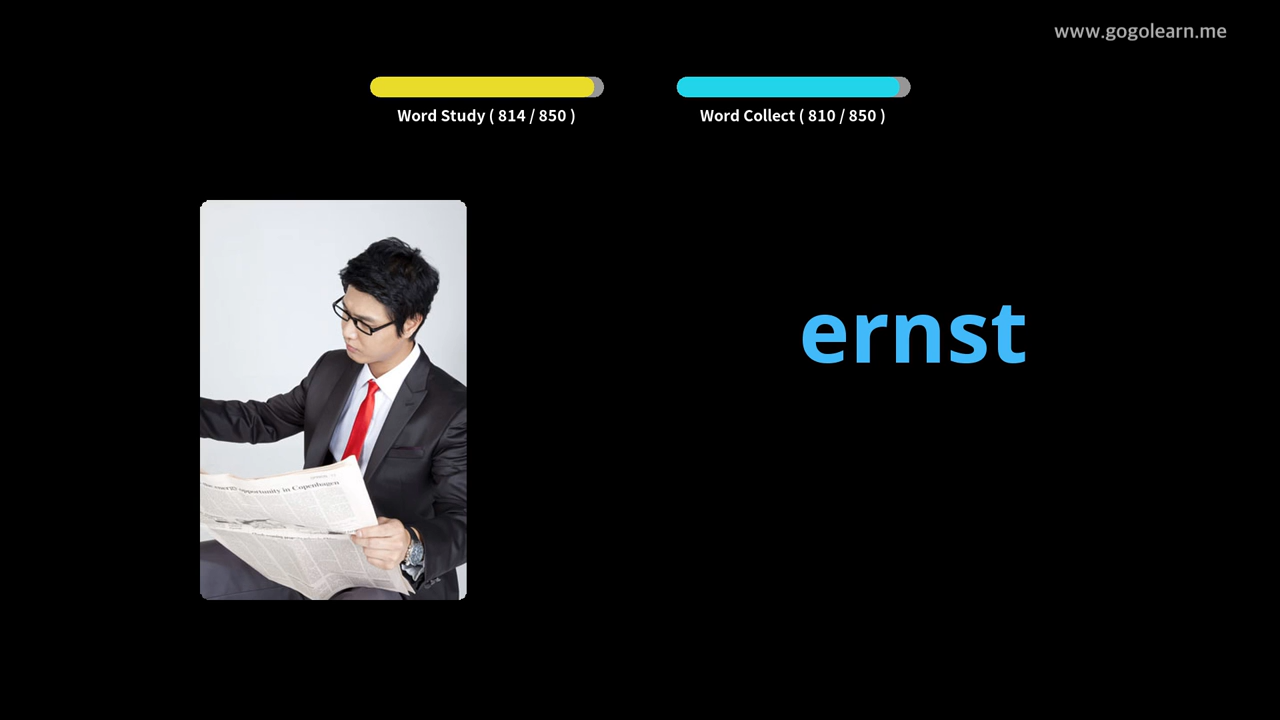 www.gogolearn.me
Word Study ( 814 / 850 )
Word Collect ( 810 / 850 )
ernst
opportunity in Copenhagen